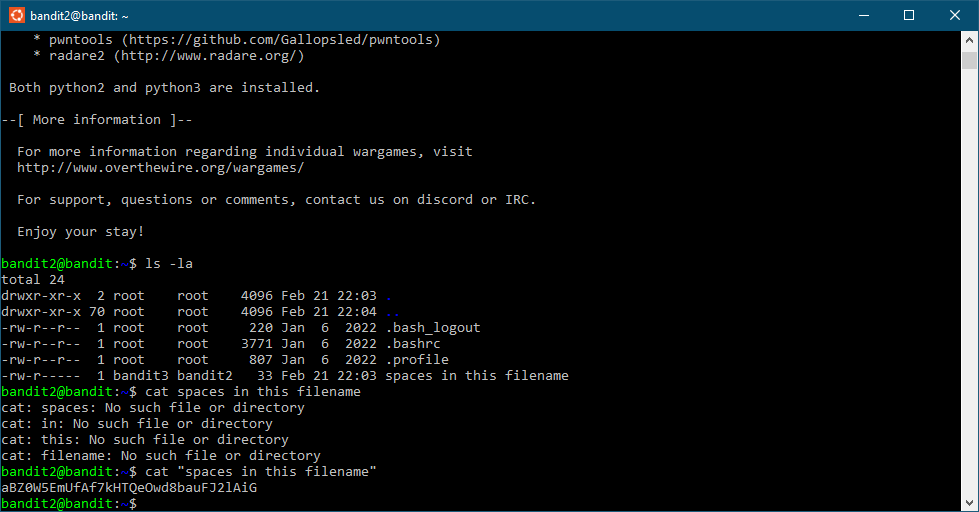 bandit2@bandit: ~
* pwntools (https://github.com/Gallopsled/pwntools)
* radare2 (http://www.radare.org/)
Both python2 and python3 are installed.
--[ More information ]--
For more information regarding individual wargames, visit
http://www.overthewire.org/wargames/
For support, questions or comments, contact us on discord or IRC.
Enjoy your stay!
bandit2@bandit:~$ ls -la
total 24
drwxr-xr-x  2 root    root    4096 Feb 21 22:03 .
drwxr-xr-x 70 root    root    4096 Feb 21 22:04 ..
-rw-r--r--  1 root    root     220 Jan  6  2022 .bash_logout
-rw-r--r--  1 root    root    3771 Jan  6  2022 .bashrc
-rw-r--r--  1 root    root     807 Jan  6  2022 .profile
-rw-r-----  1 bandit3 bandit2   33 Feb 21 22:03 spaces in this filename
bandit2@bandit:~$ cat spaces in this filename
cat: spaces: No such file or directory
cat: in: No such file or directory
cat: this: No such file or directory
cat: filename: No such file or directory
bandit2@bandit:~$ cat "spaces in this filename"
aBZ0W5EmUfAf7kHTQeOwd8bauFJ2lAiG
bandit2@bandit:~$